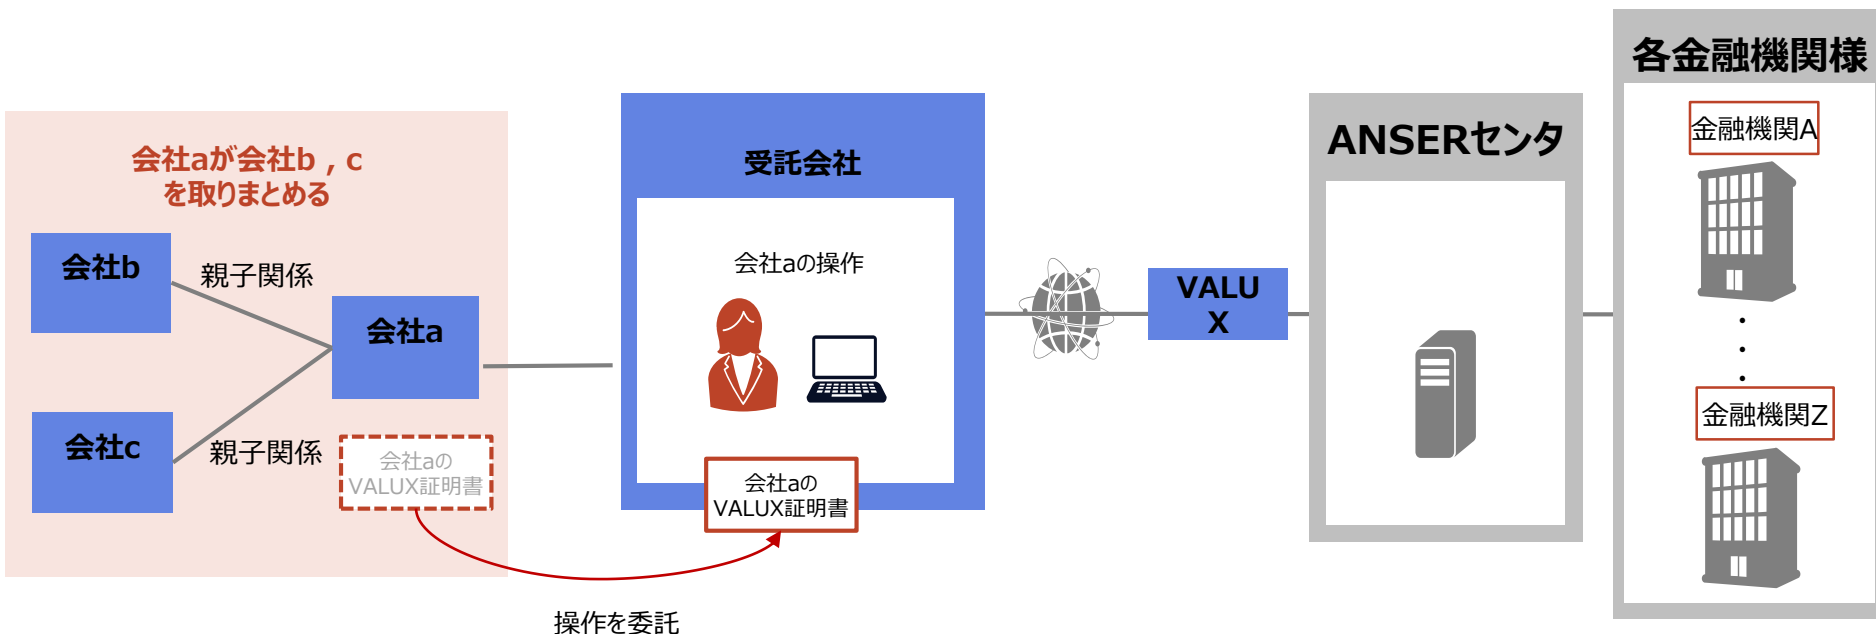 会社aが会社b , c
を取りまとめる
会社b
親子関係
会社a
会社c
親子関係
会社aの
VALUX証明書
操作を委託
受託会社
会社aの操作
会社aの
VALUX証明書
VALU
X
ANSERセンタ
各金融機関様
金融機関A
・
・
・
金融機関Z